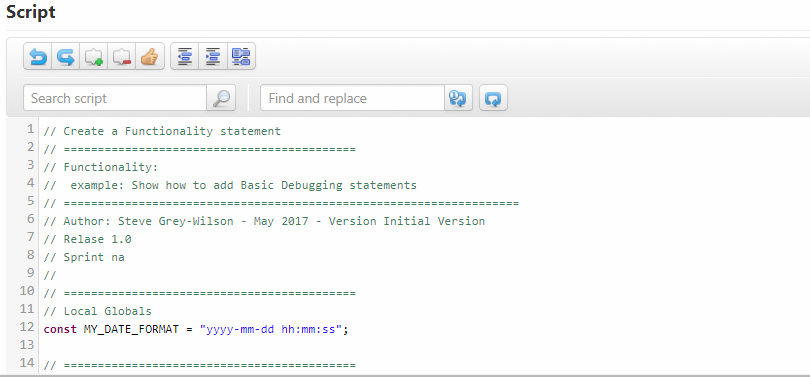 Script
Search script
Find and replace
1 // Create a Functionality statement
2 // ===========================================
3 // Functionality:
4 //  example: Show how to add Basic Debugging statements
5 // ===================================================================
6 // Author: Steve Grey-Wilson - May 2017 - Version Initial Version
7 // Relase 1.0
8 // Sprint na
9 //
10 // ===========================================
11 // Local Globals
12 const MY_DATE_FORMAT = "yyyy-mm-dd hh:mm:ss";
13
14 // ===========================================